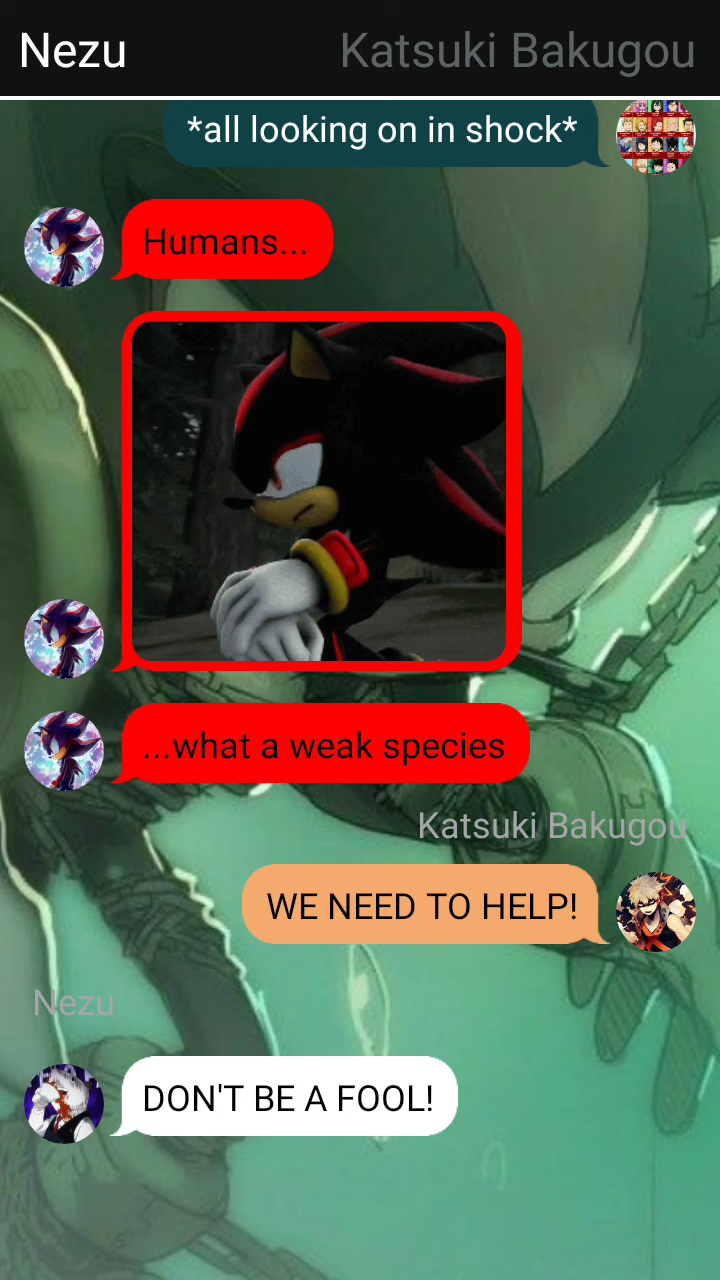 Nezu
Katsuki Bakugou
*all looking on in shock*
Humans...
...what a weak species
Katsuki Bakugou
WE NEED TO HELP!
Nezu
DON'T BE A FOOL!